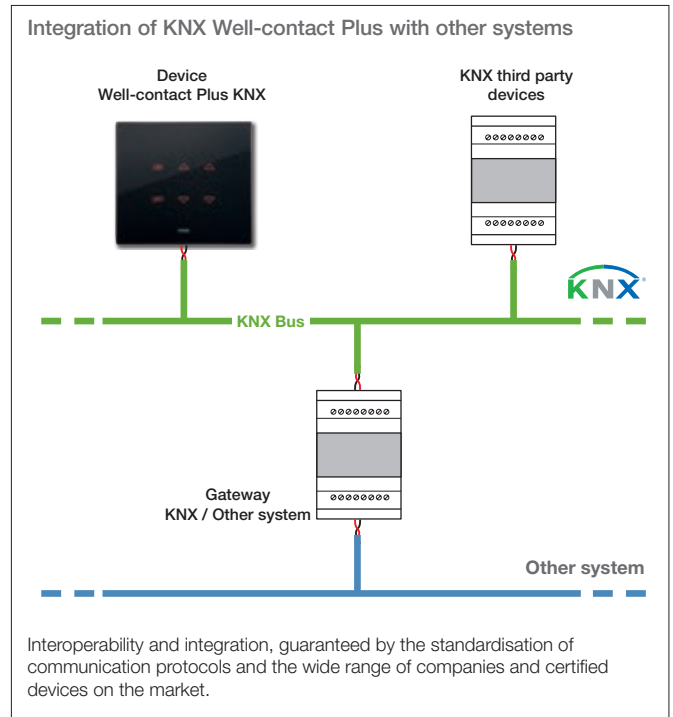 Integration of KNX Well-contact Plus with other systems
Device
Well-contact Plus KNX
KNX third party
devices
KNX
KNX Bus
Gateway
KNX / Other system
Other system
Interoperability and integration, guaranteed by the standardisation of
communication protocols and the wide range of companies and certified
devices on the market.